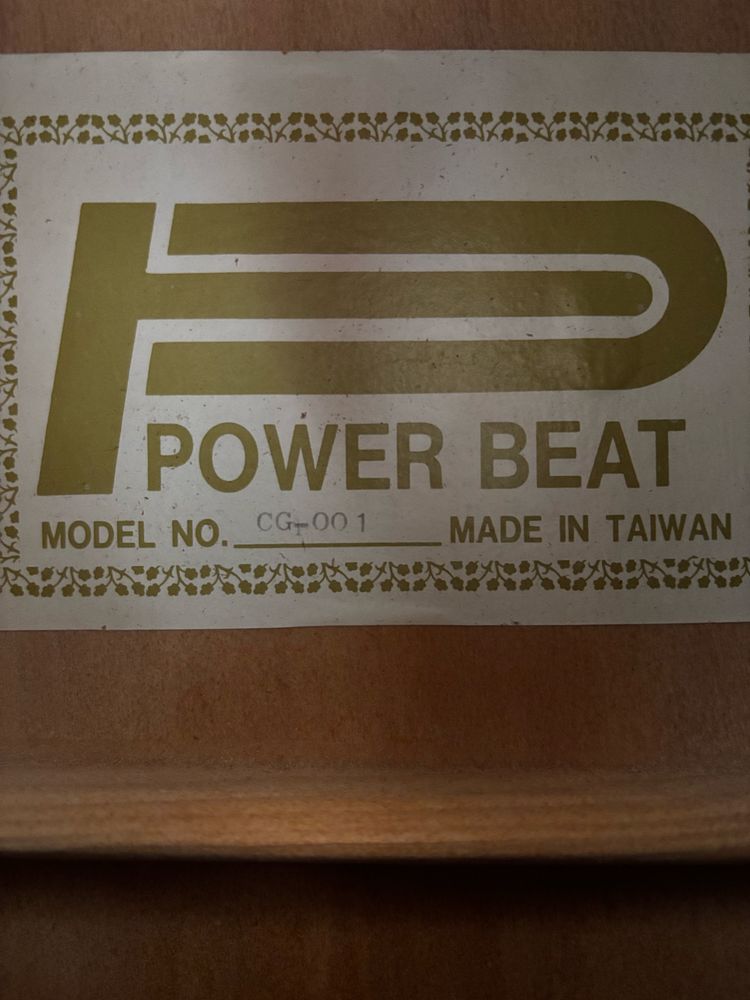 POWER BEAT
MODEL NO. CG-001 MADE IN TAIWAN